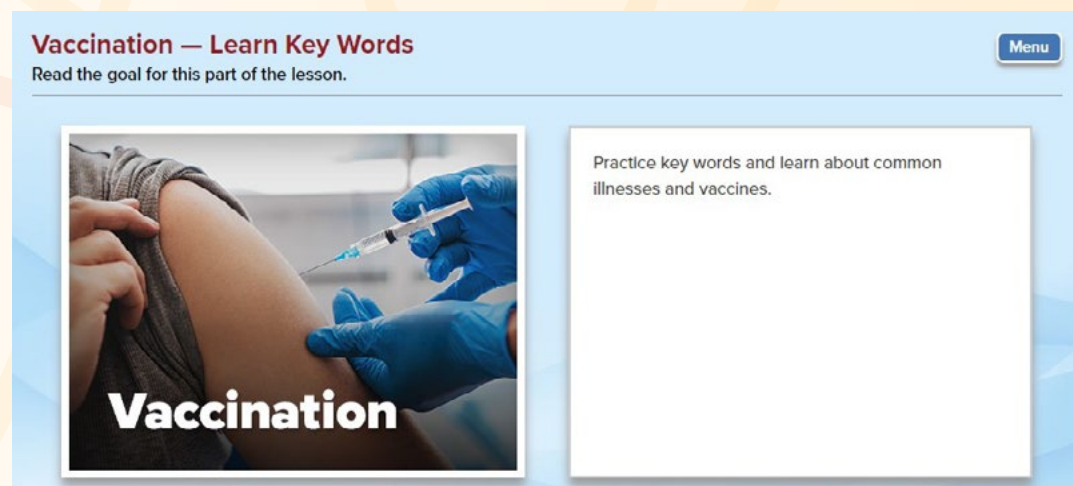 Vaccination — Learn Key Words
Menu
Read the goal for this part of the lesson.
Vaccination
Practice key words and learn about common
illnesses and vaccines.